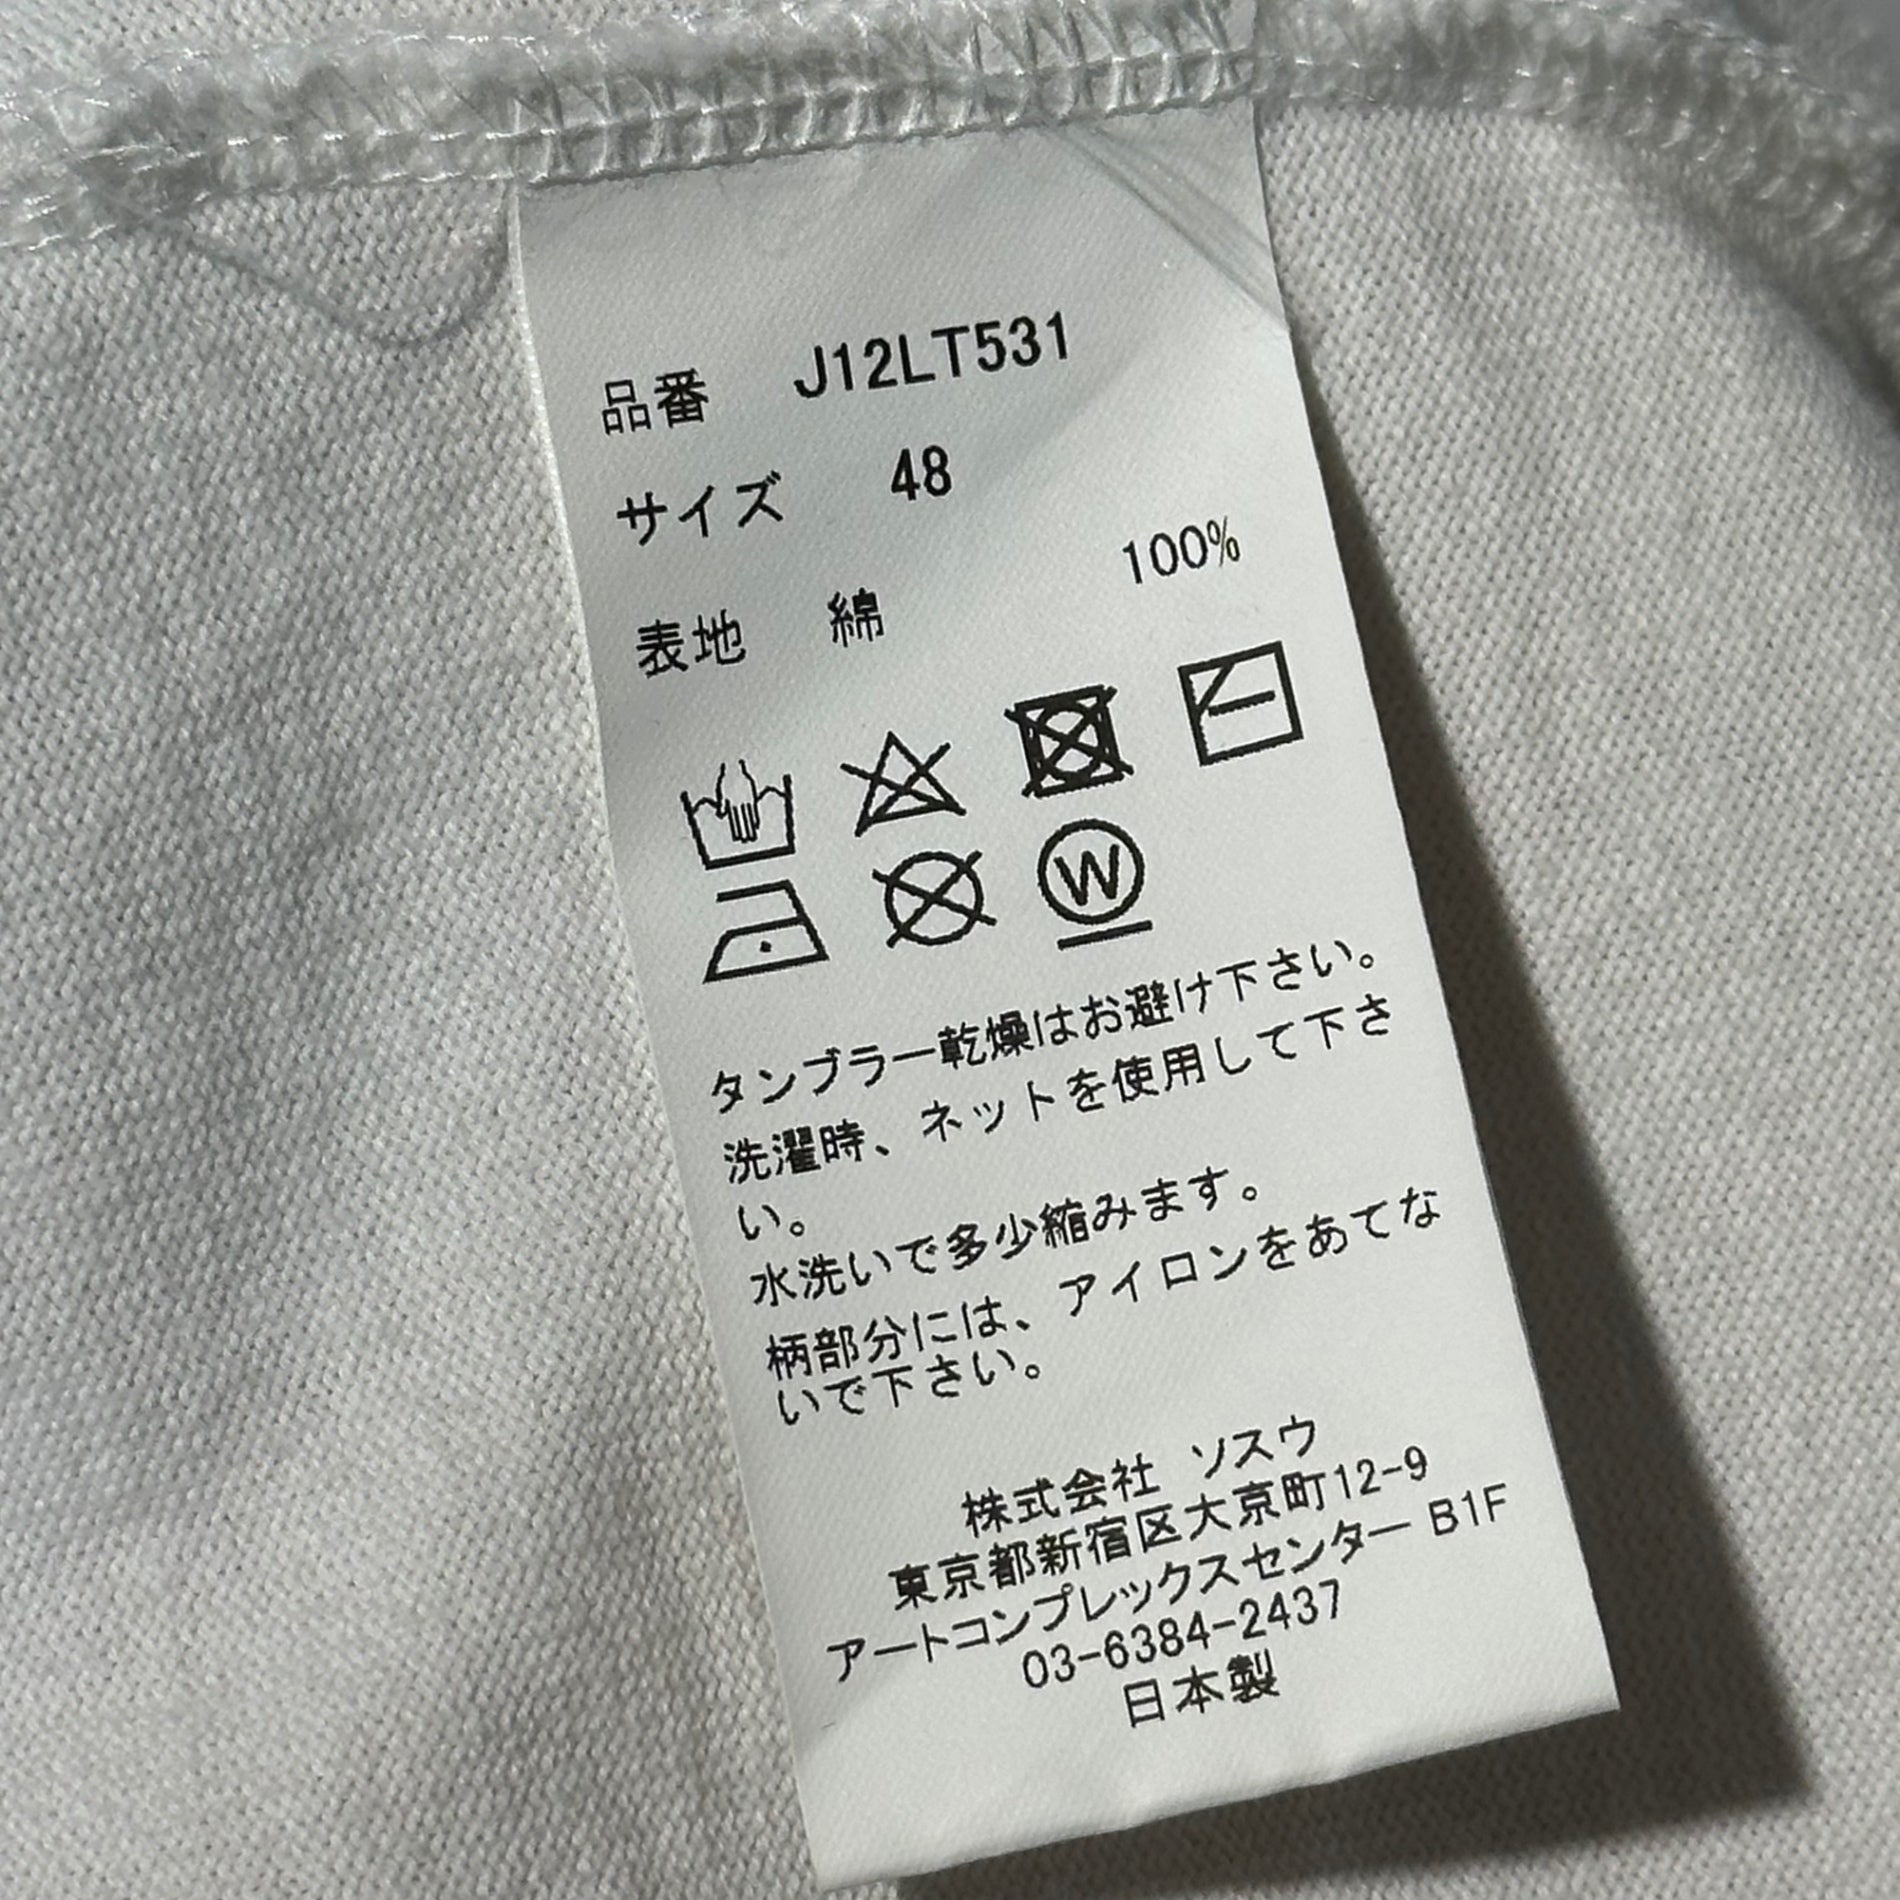 品番 J12LT531
サイズ 48
表地 綿 100%
W
タンブラー乾燥はお避け下さい。
洗濯時、ネットを使用して下さ
い。
水洗いで多少縮みます。
柄部分には、アイロンをあてな
いで下さい。
株式会社 ソスウ
東京都新宿区大京町12-9
アートコンプレックスセンター B1F
03-6384-2437
日本製